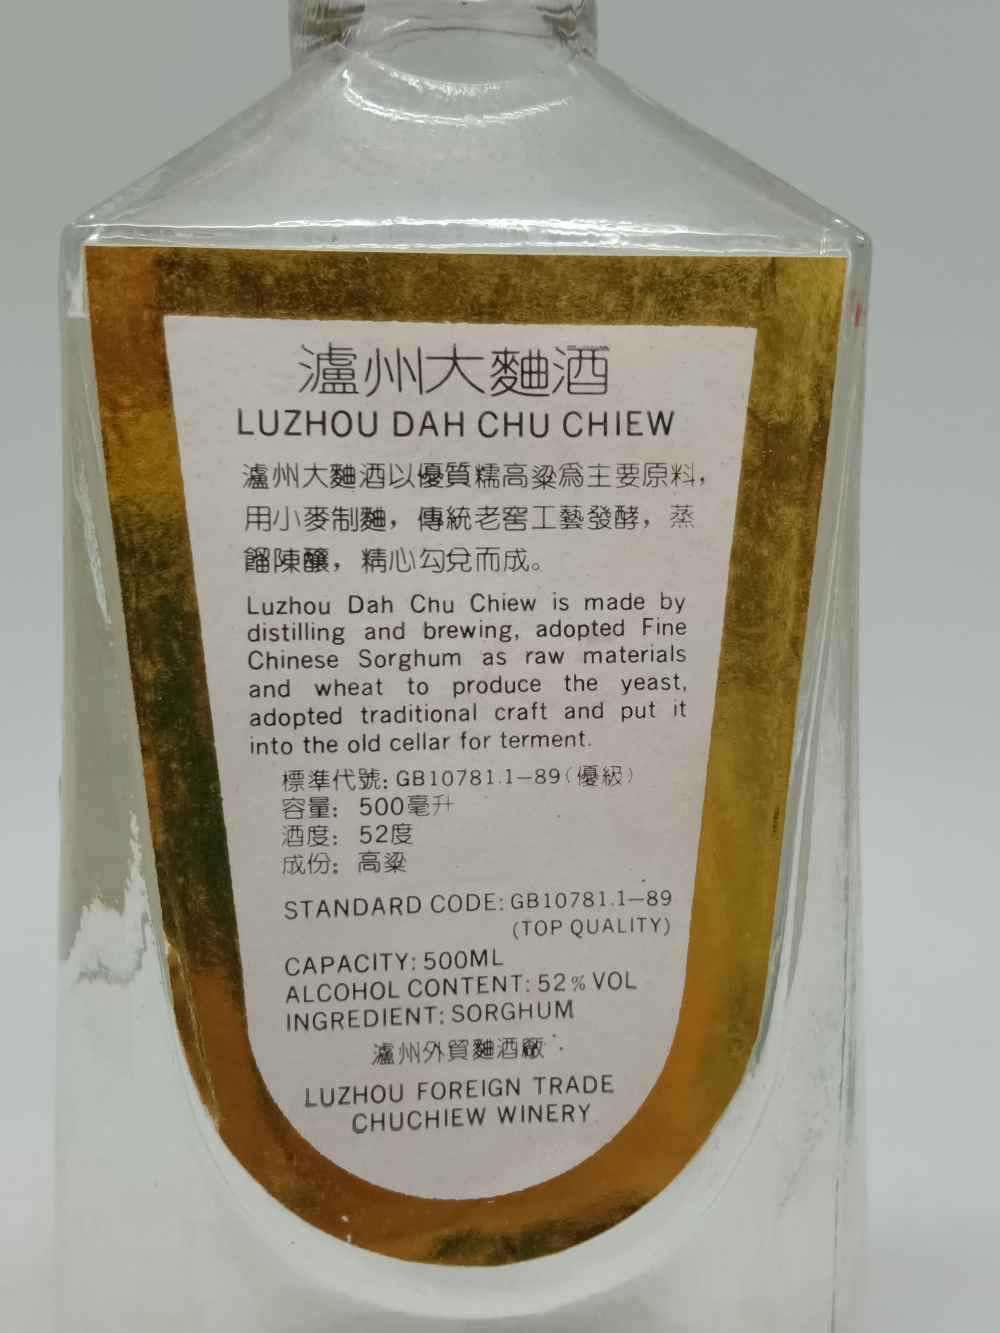 瀘州大麯酒
LUZHOU DAH CHU CHIEW
瀘州大麯酒以優質糯高粱為主要原料，
用小麥制麯，傳統老窖工藝發酵，蒸
餾陳釀，精心勾兌而成。
Luzhou Dah Chu Chiew is made by
distilling and brewing, adopted Fine
Chinese Sorghum as raw materials
and wheat to produce the yeast,
adopted traditional craft and put it
into the old cellar for terment.
標準代號: GB10781.1—89(優級)
容量: 500毫升
酒度: 52度
成份: 高粱
STANDARD CODE: GB10781.1—89
(TOP QUALITY)
CAPACITY: 500ML
ALCOHOL CONTENT: 52% VOL
INGREDIENT: SORGHUM
瀘州外貿麯酒廠
LUZHOU FOREIGN TRADE
CHUCHIEW WINERY